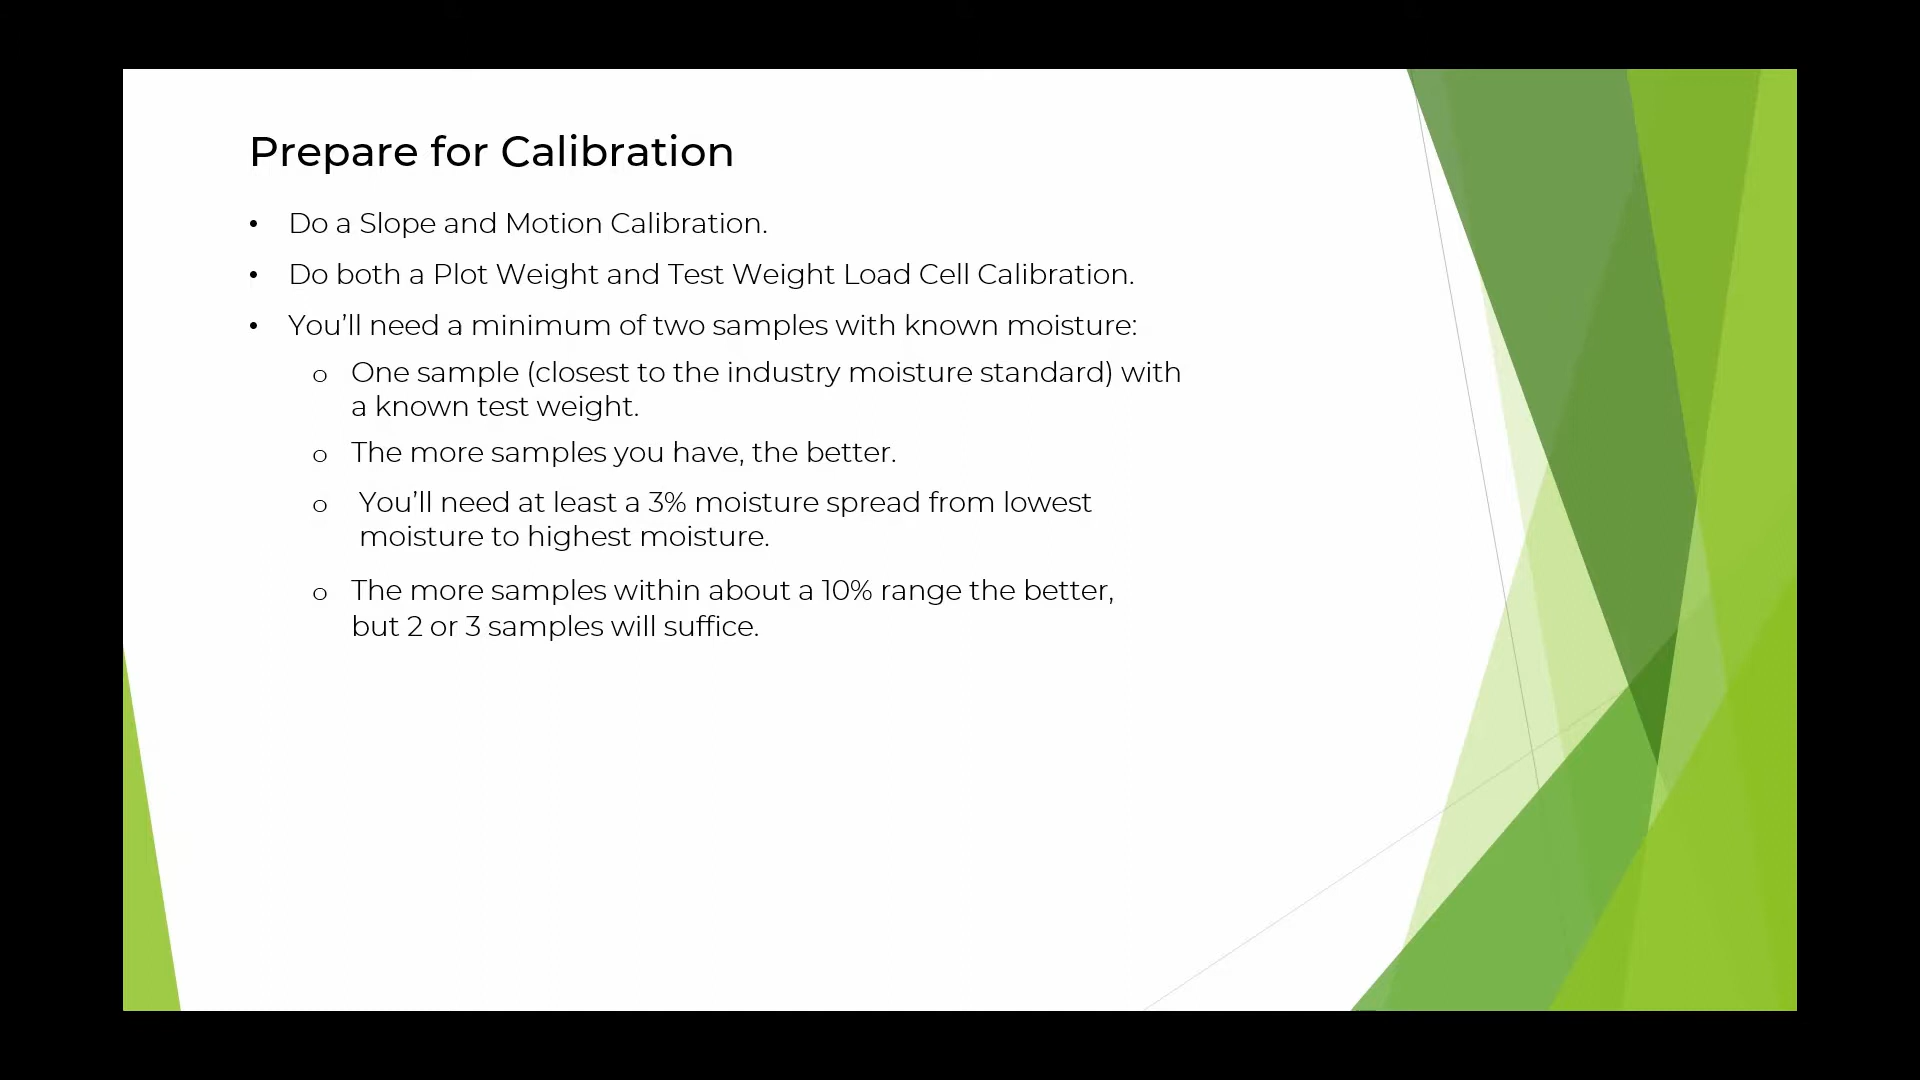 Prepare for Calibration
• Do a Slope and Motion Calibration.
• Do both a Plot Weight and Test Weight Load Cell Calibration.
• You’ll need a minimum of two samples with known moisture:
o One sample (closest to the industry moisture standard) with
a known test weight.
o The more samples you have, the better.
o You’ll need at least a 3% moisture spread from lowest
moisture to highest moisture.
o The more samples within about a 10% range the better,
but 2 or 3 samples will suffice.